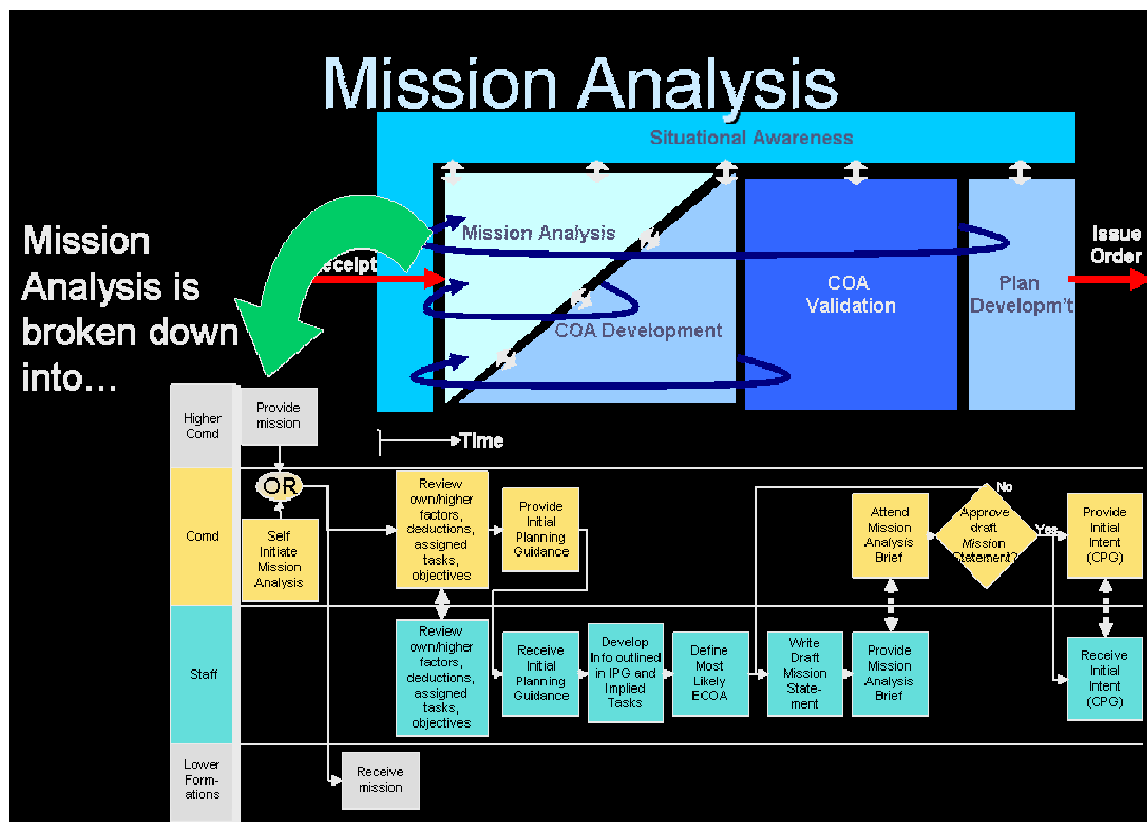 Mission Analysis
Situational Awareness
Mission
Analysis is
broken down
into...
Mission Analysis
COA Development
COA
Validation
Plan
Developm't
Issue
Order
eceipt
Time
Higher
Comd
Provide
mission
Comd
OR
Self
Initiate
Mission
Analysis
Review
own/higher
factors,
deductions,
assigned
tasks,
objectives
Provide
Initial
Planning
Guidance
Attend
Mission
Analysis
Brief
Approve
draft
Mission
Statement?
No
Yes
Provide
Initial
Intent
(CPG)
Staff
Review
own/higher
factors,
deductions,
assigned
tasks,
objectives
Receive
Initial
Planning
Guidance
Develop
Info outlined
in IPG and
Implied
Tasks
Define
Most
Likely
ECOA
Write
Draft
Mission
State-
ment
Provide
Mission
Analysis
Brief
Receive
Initial
Intent
(CPG)
Lower
Form-
ations
Receive
mission